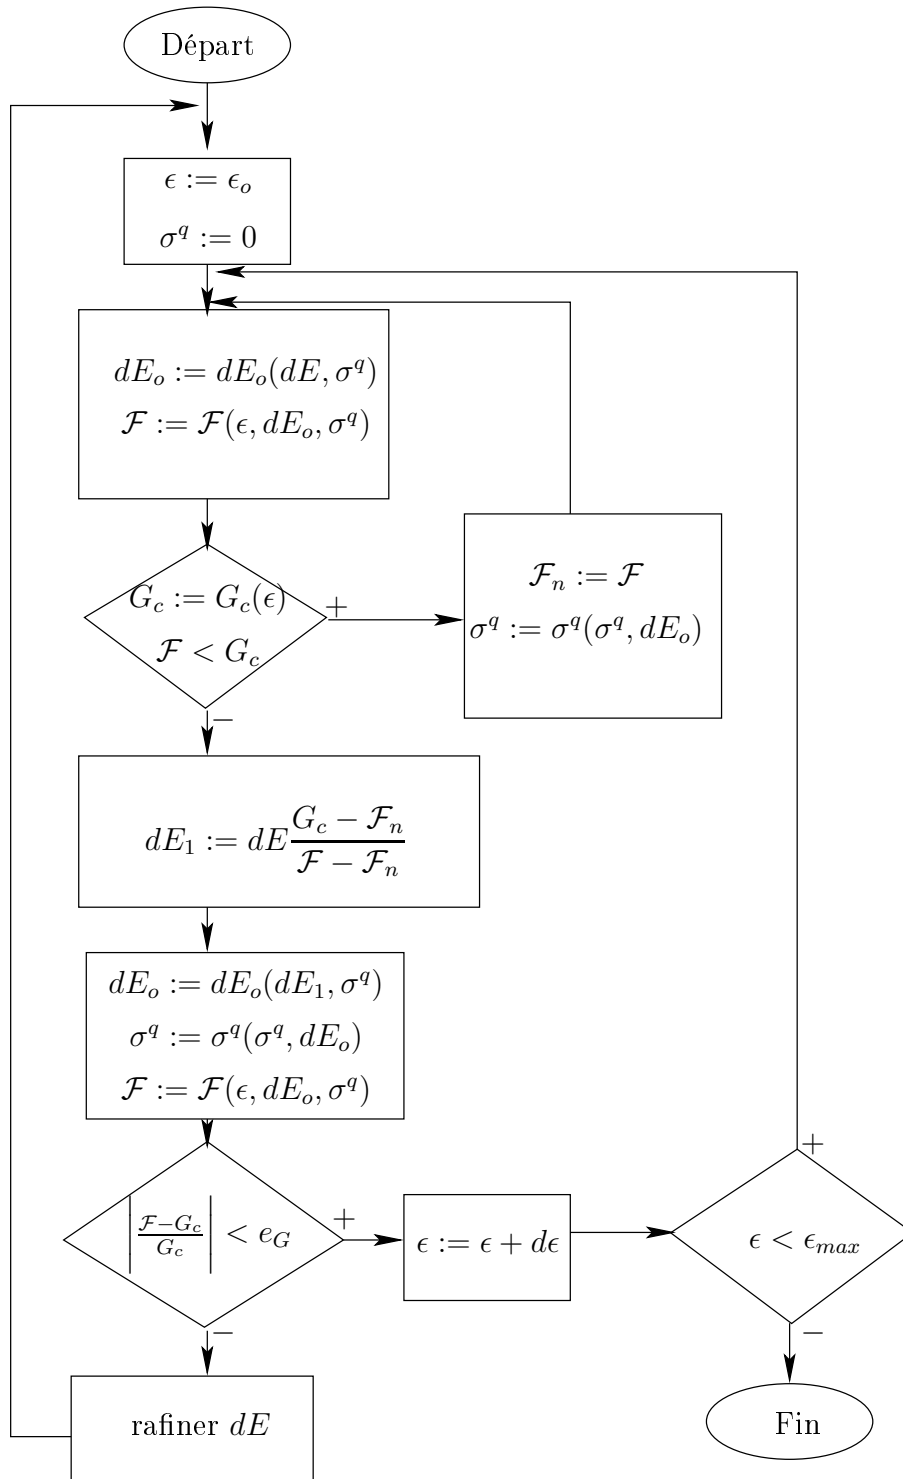 Départ
ϵ := ϵ_o
σ^q := 0
dE_o := dE_o(dE, σ^q)
ℱ := ℱ(ϵ, dE_o, σ^q)
G_c := G_c(ϵ)
ℱ < G_c
+
−
ℱ_n := ℱ
σ^q := σ^q(σ^q, dE_o)
dE_1 := dE (G_c − ℱ_n)/(ℱ − ℱ_n)
dE_o := dE_o(dE_1, σ^q)
σ^q := σ^q(σ^q, dE_o)
ℱ := ℱ(ϵ, dE_o, σ^q)
|(ℱ−G_c)/G_c| < e_G
+
−
ϵ := ϵ + dϵ
ϵ < ϵ_max
+
−
rafiner dE
Fin